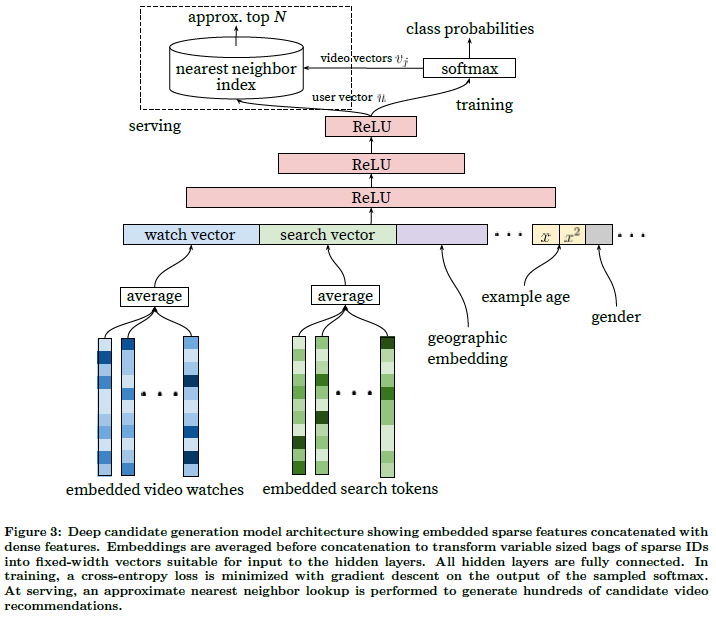 approx. top N
class probabilities
nearest neighbor
index
video vectors vj
softmax
user vector u
training
serving
ReLU
ReLU
ReLU
watch vector
search vector
x
x²
average
average
example age
gender
geographic
embedding
embedded video watches
embedded search tokens
Figure 3: Deep candidate generation model architecture showing embedded sparse features concatenated with
dense features. Embeddings are averaged before concatenation to transform variable sized bags of sparse IDs
into fixed-width vectors suitable for input to the hidden layers. All hidden layers are fully connected. In
training, a cross-entropy loss is minimized with gradient descent on the output of the sampled softmax.
At serving, an approximate nearest neighbor lookup is performed to generate hundreds of candidate video
recommendations.